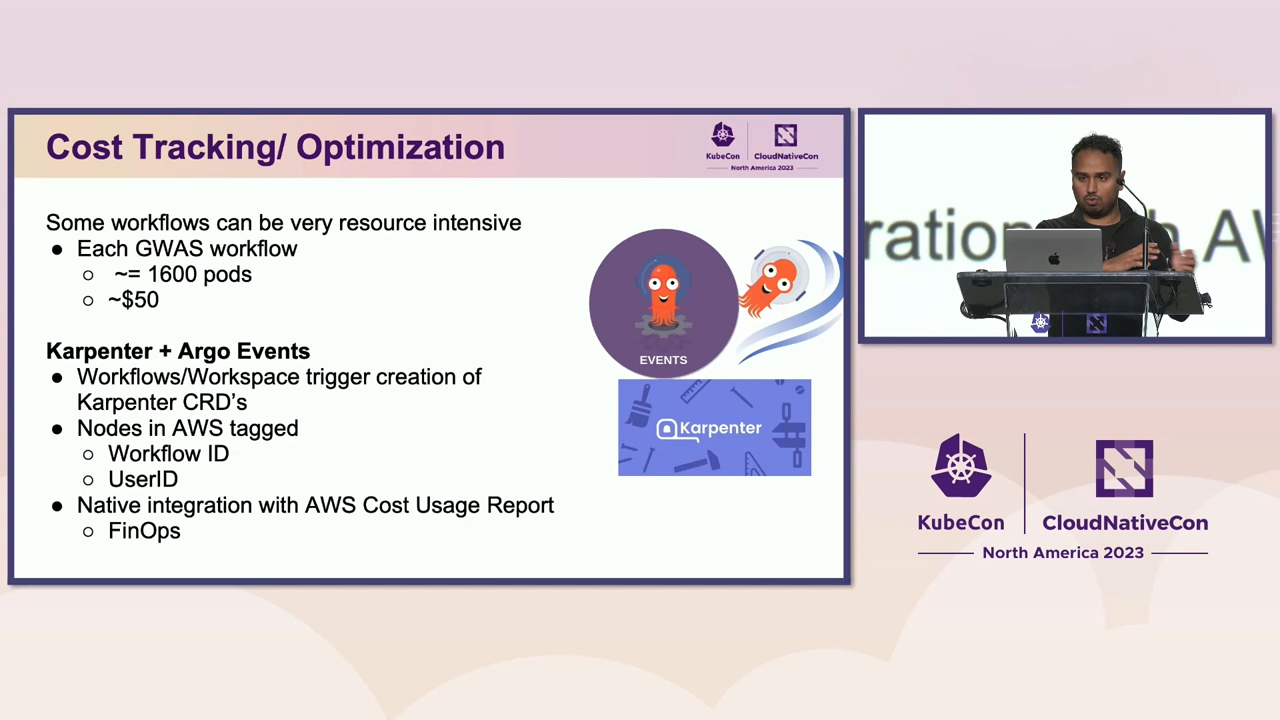 Cost Tracking/ Optimization
KubeCon
CloudNativeCon
North America 2023
Some workflows can be very resource intensive
● Each GWAS workflow
○ ~= 1600 pods
○ ~$50
Karpenter + Argo Events
● Workflows/Workspace trigger creation of
Karpenter CRD's
● Nodes in AWS tagged
○ Workflow ID
○ UserID
● Native integration with AWS Cost Usage Report
○ FinOps
EVENTS
Karpenter
ration
AW
KubeCon
CloudNativeCon
North America 2023